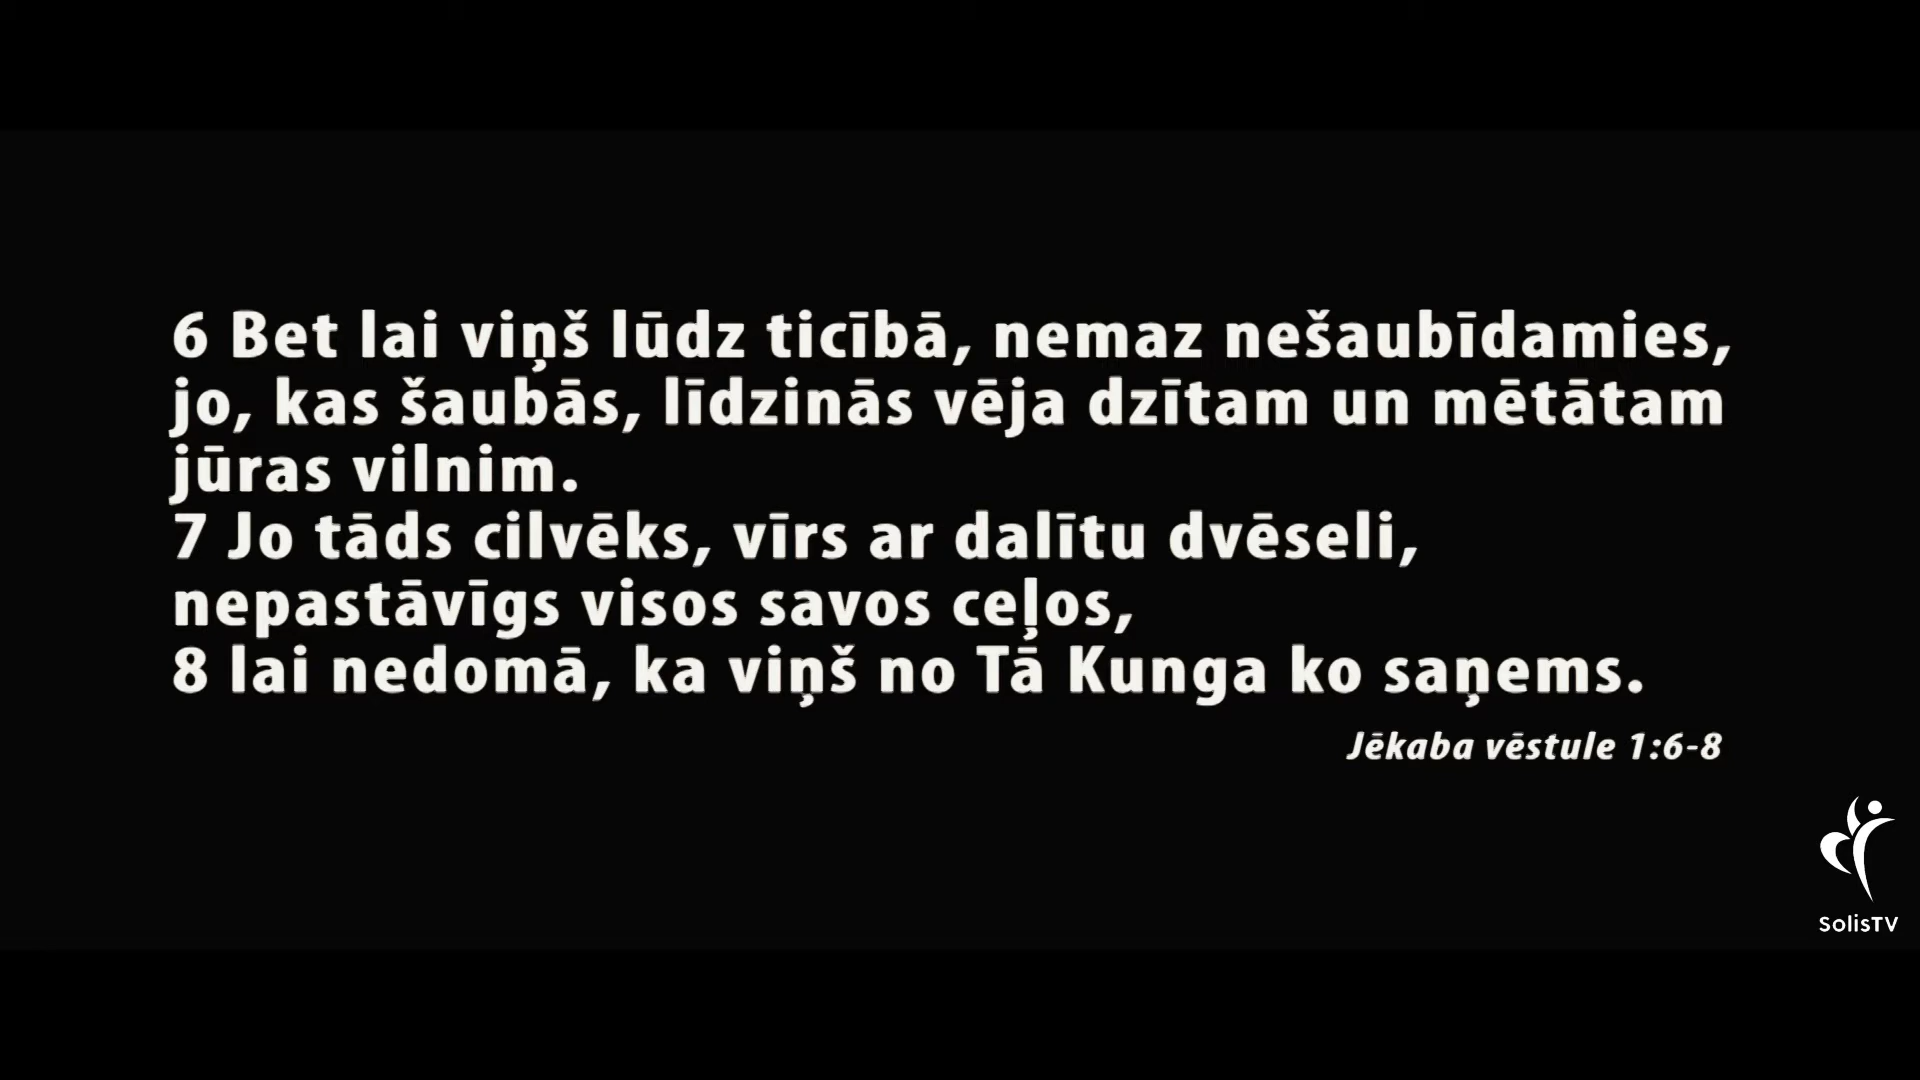 6 Bet lai viņš lūdz ticībā, nemaz nešaubīdamies,
jo, kas šaubās, līdzinās vēja dzītam un mētātam
jūras vilnim.
7 Jo tāds cilvēks, vīrs ar dalītu dvēseli,
nepastāvīgs visos savos ceļos,
8 lai nedomā, ka viņš no Tā Kunga ko saņems.
Jēkaba vēstule 1:6-8
SolisTV